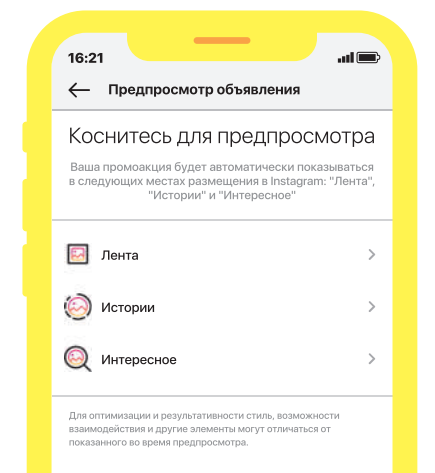 16:21
Предпросмотр объявления
Коснитесь для предпросмотра
Ваша промоакция будет автоматически показываться
в следующих местах размещения в Instagram: "Лента",
"Истории" и "Интересное"
Лента
Истории
Интересное
Для оптимизации и результативности стиль, возможности
взаимодействия и другие элементы могут отличаться от
показанного во время предпросмотра.